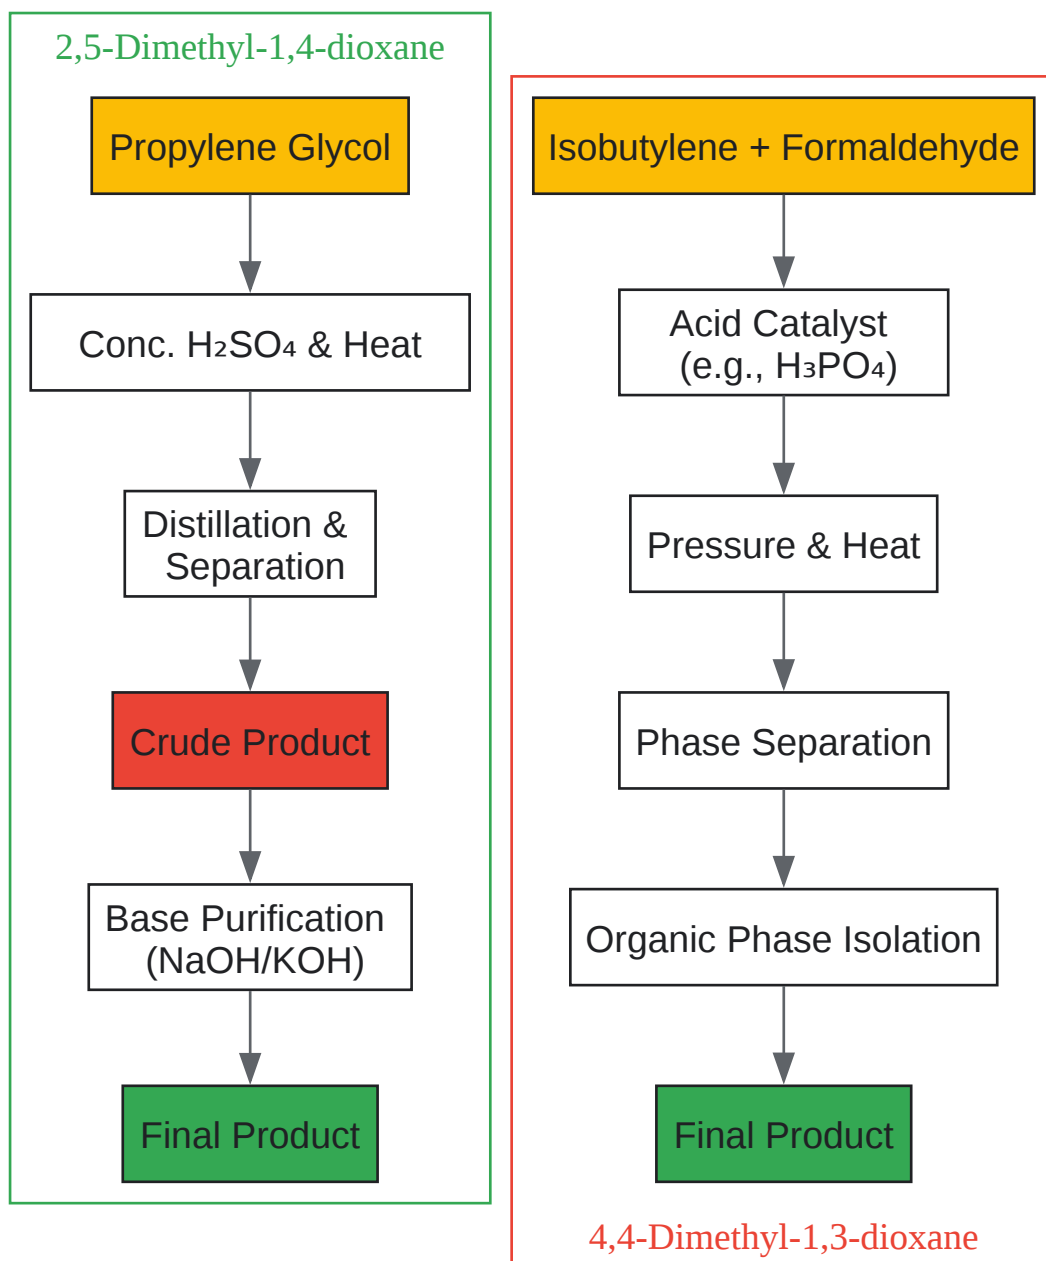 2,5-Dimethyl-1,4-dioxane
Propylene Glycol
Conc. H₂SO₄ & Heat
Distillation &
Separation
Crude Product
Base Purification
(NaOH/KOH)
Final Product
Isobutylene + Formaldehyde
Acid Catalyst
(e.g., H₃PO₄)
Pressure & Heat
Phase Separation
Organic Phase Isolation
Final Product
4,4-Dimethyl-1,3-dioxane